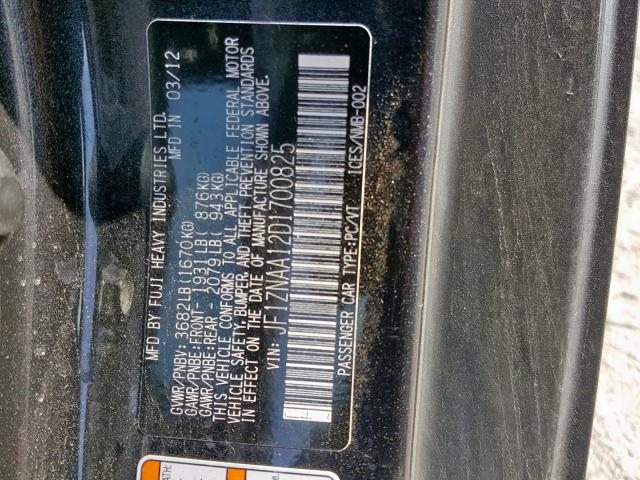 MFD BY FUJI HEAVY INDUSTRIES LTD.
MFD IN 03/12
GVWR/PNBV: 3682LB(1670KG)
GAWR/PNBE:FRONT- 1931LB( 876KG)
GAWR/PNBE:REAR - 2079LB( 943KG)
THIS VEHICLE CONFORMS TO ALL APPLICABLE FEDERAL MOTOR
VEHICLE SAFETY, BUMPER, AND THEFT PREVENTION STANDARDS
IN EFFECT ON THE DATE OF MANUFACTURE SHOWN ABOVE.
VIN: JF1ZNAA12D1700825
PASSENGER CAR TYPE:PC/VT ICES/NMB-002